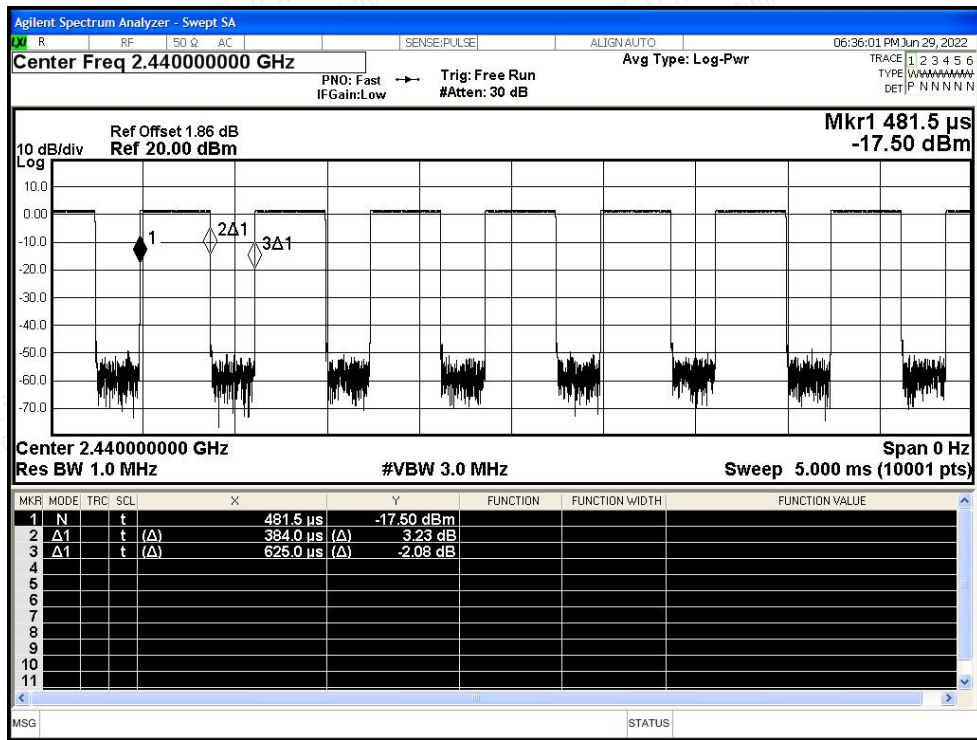 Agilent Spectrum Analyzer - Swept SA
LXI R RF 50 Ω AC SENSE:PULSE ALIGN AUTO 06:36:01 PM Jun 29, 2022
Center Freq 2.440000000 GHz
PNO: Fast
IFGain:Low
Trig: Free Run
#Atten: 30 dB
Avg Type: Log-Pwr
TRACE 1 2 3 4 5 6
TYPE WWWWWW
DET P N N N N N
Ref Offset 1.86 dB
10 dB/div Ref 20.00 dBm
Log
Mkr1 481.5 µs
-17.50 dBm
10.0
0.00
-10.0
-20.0
-30.0
-40.0
-50.0
-60.0
-70.0
1
2Δ1
3Δ1
Center 2.440000000 GHz Span 0 Hz
Res BW 1.0 MHz #VBW 3.0 MHz Sweep 5.000 ms (10001 pts)
MKR MODE TRC SCL X Y FUNCTION FUNCTION WIDTH FUNCTION VALUE
1 N t 481.5 µs -17.50 dBm
2 Δ1 t (Δ) 384.0 µs (Δ) 3.23 dB
3 Δ1 t (Δ) 625.0 µs (Δ) -2.08 dB
4
5
6
7
8
9
10
11
MSG STATUS